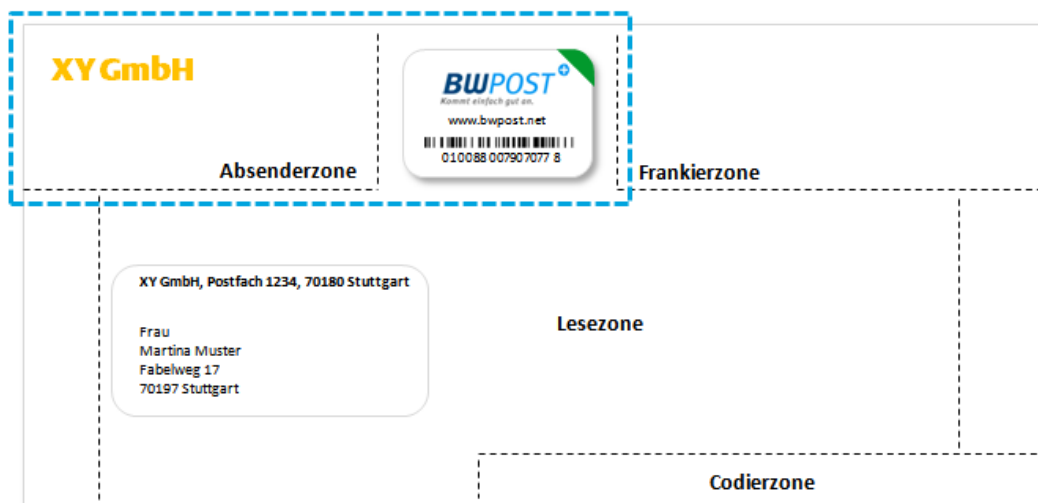 XY GmbH
BWPOST+
Kommt einfach gut an.
www.bwpost.net
010088 007907077 8
Absenderzone
Frankierzone
XY GmbH, Postfach 1234, 70180 Stuttgart
Frau
Martina Muster
Fabelweg 17
70197 Stuttgart
Lesezone
Codierzone